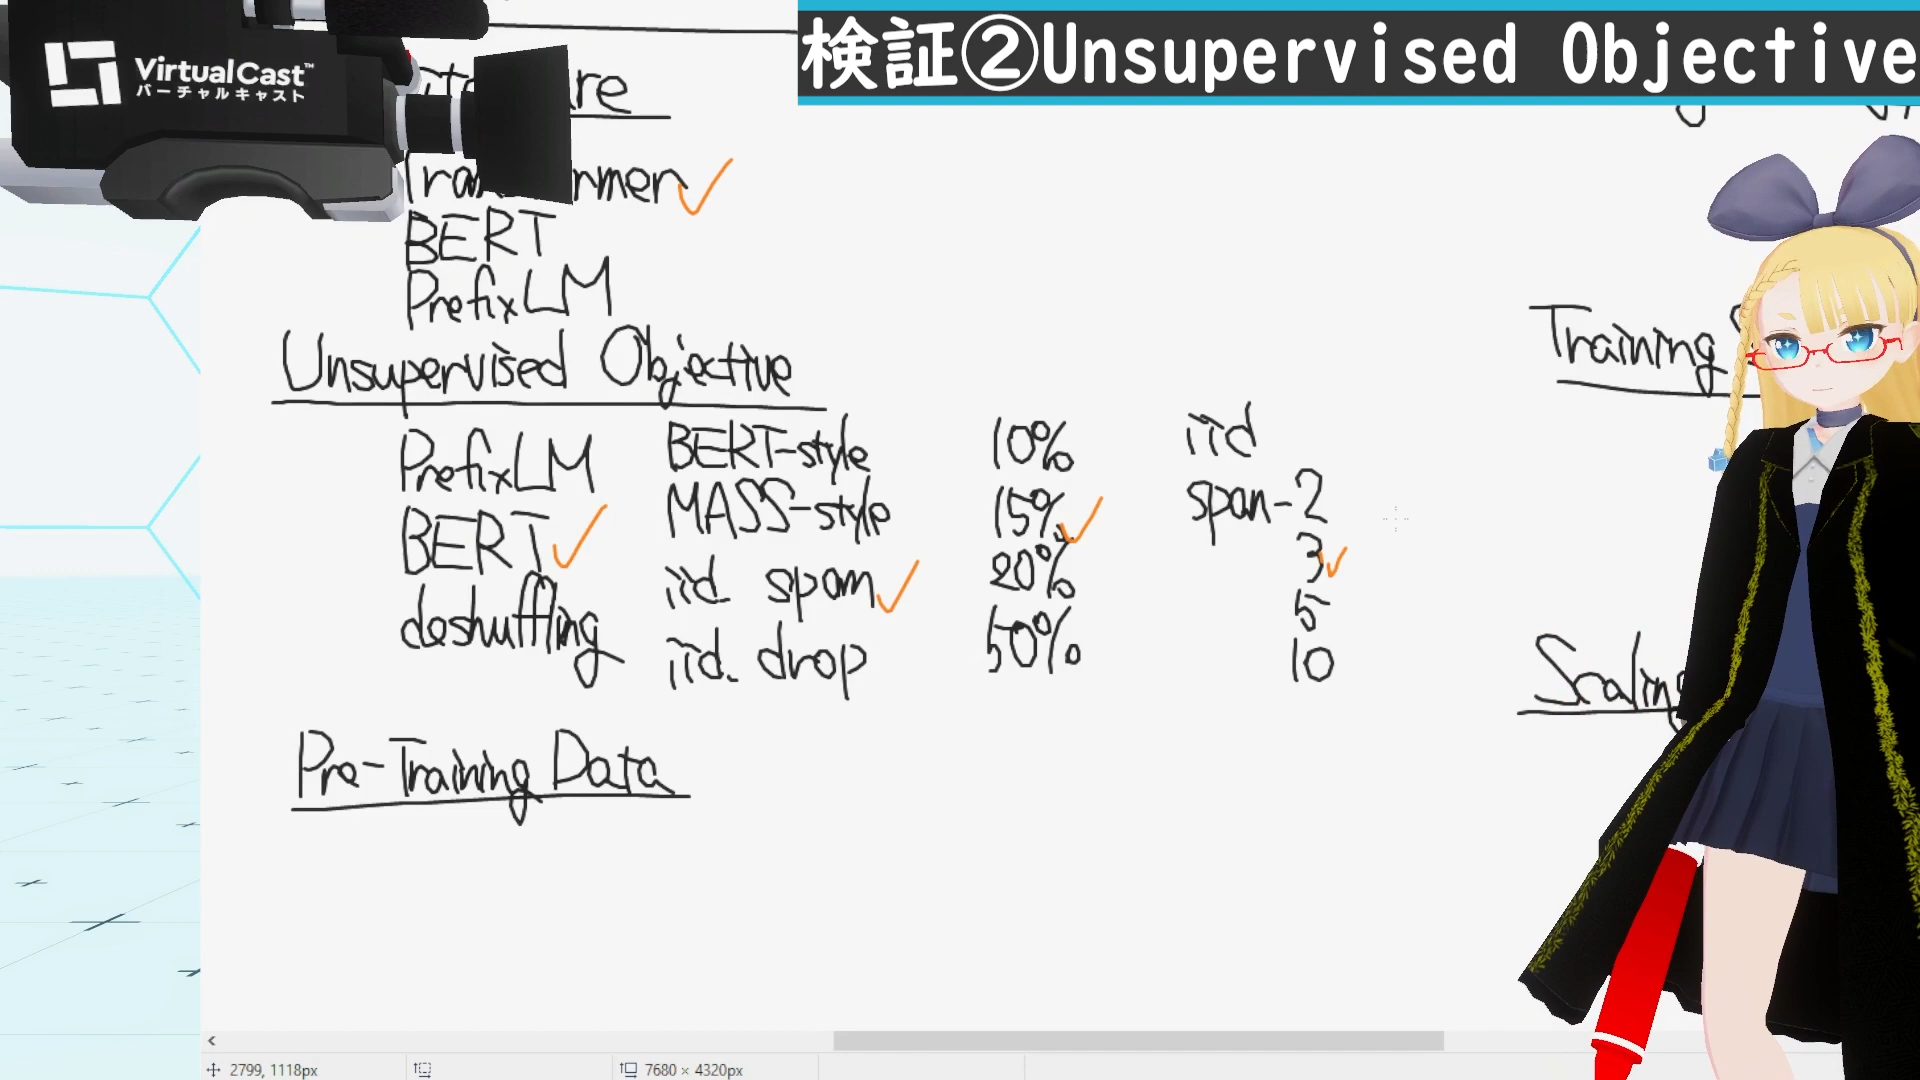 検証②Unsupervised Objective
VirtualCast™
バーチャルキャスト
BERT
PrefixLM
Unsupervised Objective
PrefixLM BERT-style 10% iid
BERT✓ MASS-style 15%✓ span-2
iid. span✓ 20% 3✓
deshuffling 5
iid. drop 50% 10
Training
Scaling
Pre-Training Data
2799, 1118px
7680 × 4320px